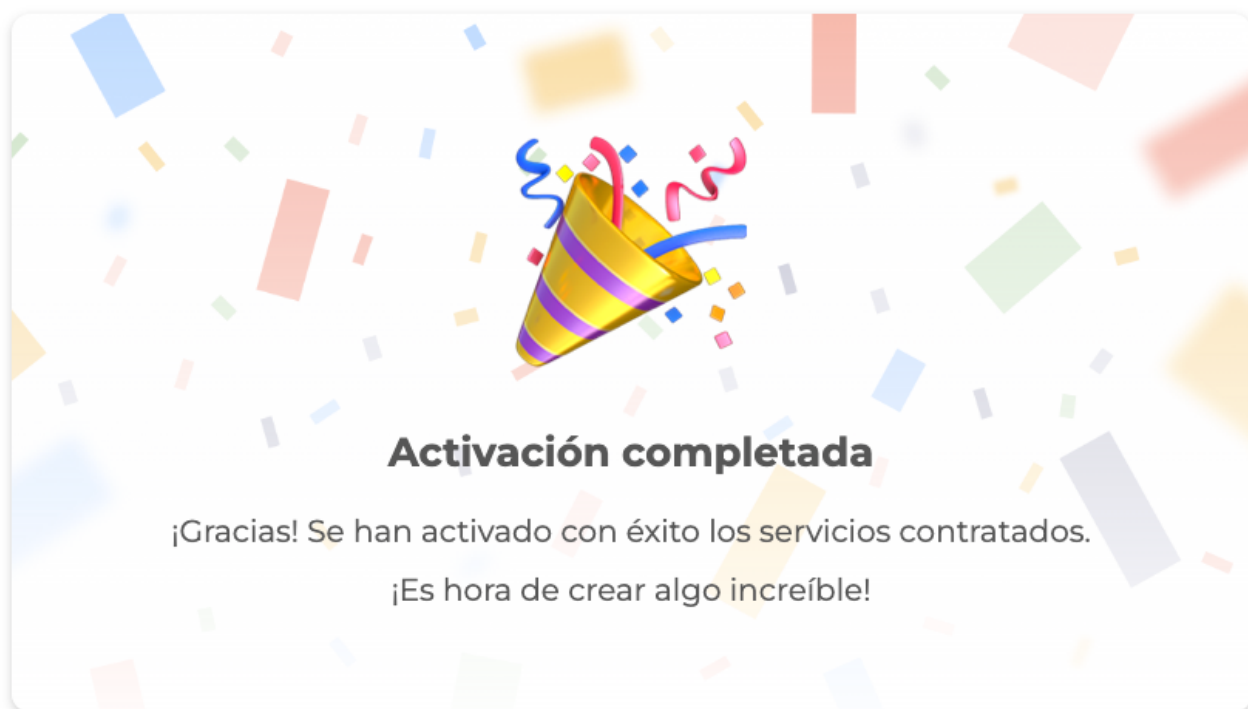 Activación completada
¡Gracias! Se han activado con éxito los servicios contratados.
¡Es hora de crear algo increíble!